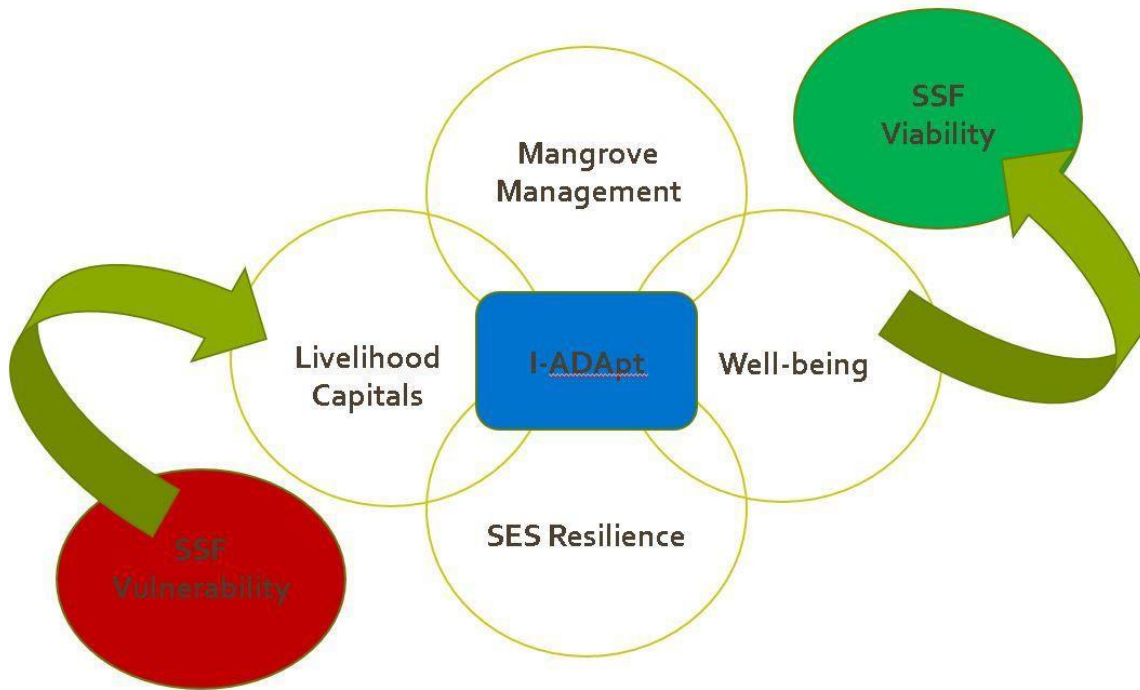 SSF
Viability
Mangrove
Management
Livelihood
Capitals
I-ADApt
Well-being
SES Resilience
SSF
Vulnerability